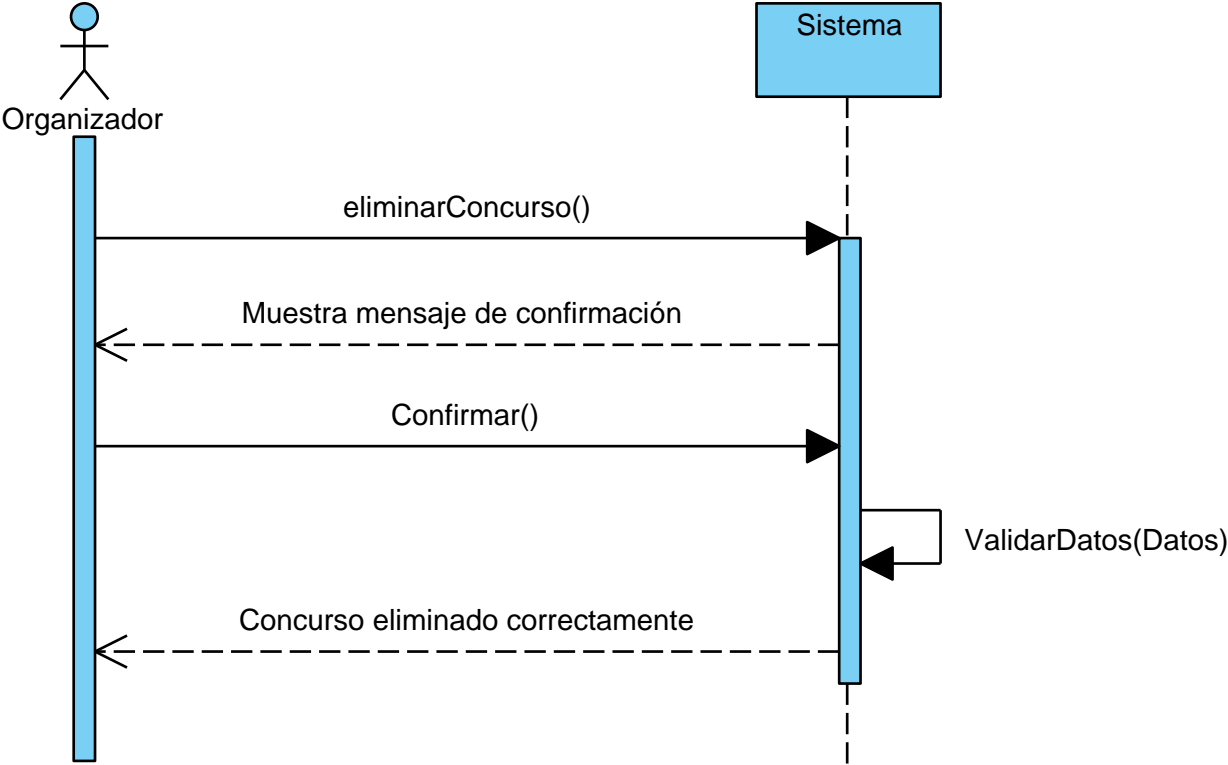 Sistema
Organizador
eliminarConcurso()
Muestra mensaje de confirmación
Confirmar()
ValidarDatos(Datos)
Concurso eliminado correctamente